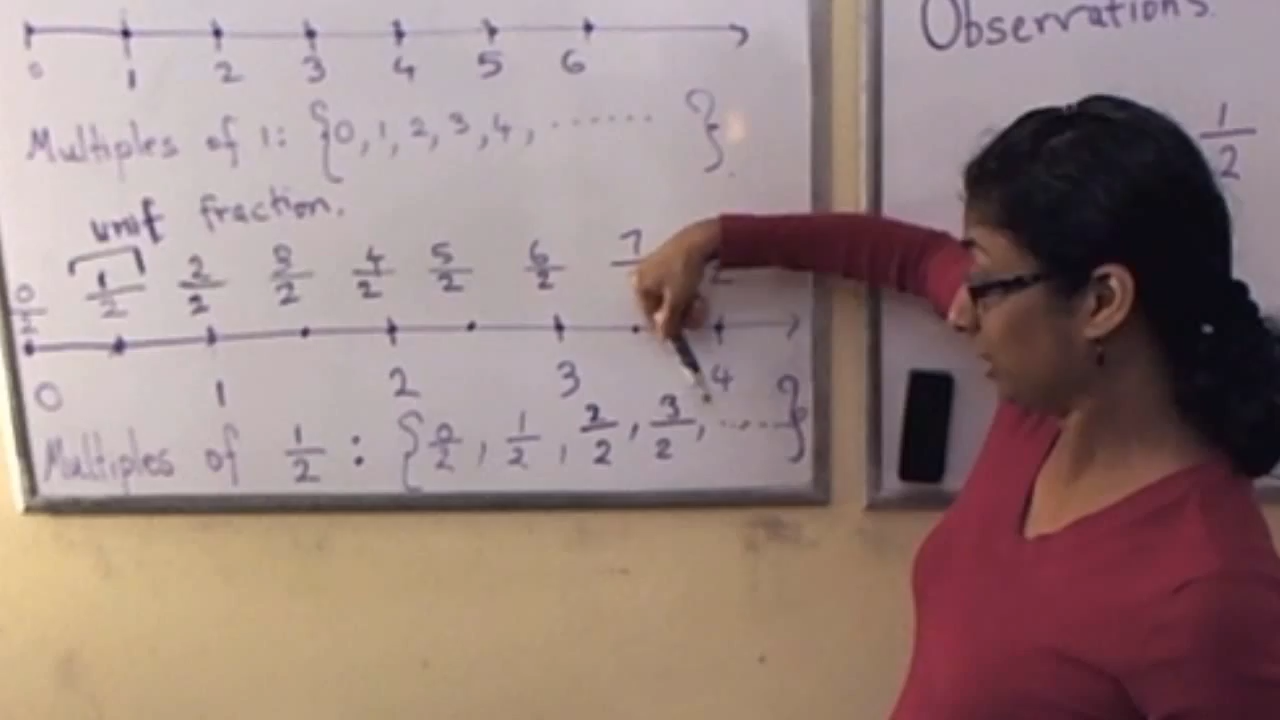 0 1 2 3 4 5 6
Multiples of 1: {0, 1, 2, 3, 4, ...... }.
unit fraction.
0/2 1/2 2/2 3/2 4/2 5/2 6/2 7 2
0 1 2 3 4
Multiples of 1/2 : {0/2, 1/2, 2/2, 3/2, .....}
Observations
1/2